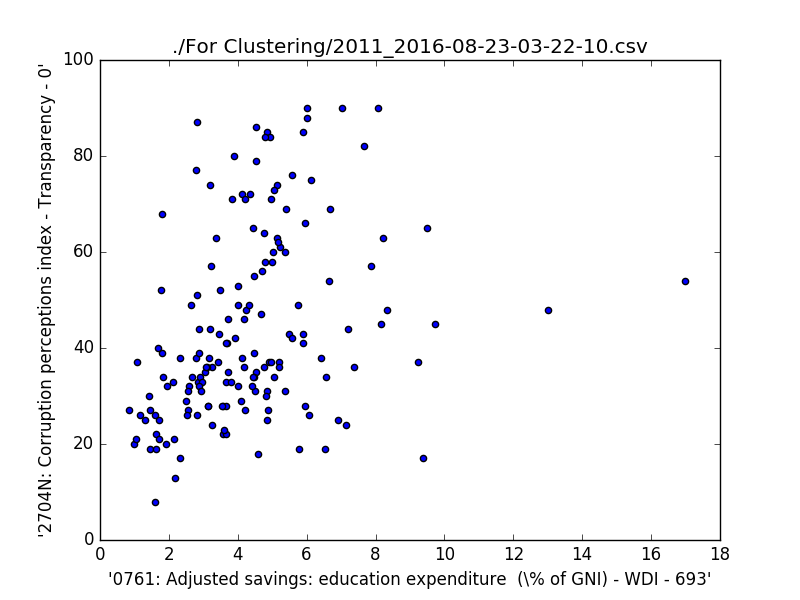 ./For Clustering/2011_2016-08-23-03-22-10.csv
100
80
60
40
20
0
'2704N: Corruption perceptions index - Transparency - 0'
0 2 4 6 8 10 12 14 16 18
'0761: Adjusted savings: education expenditure  (\% of GNI) - WDI - 693'